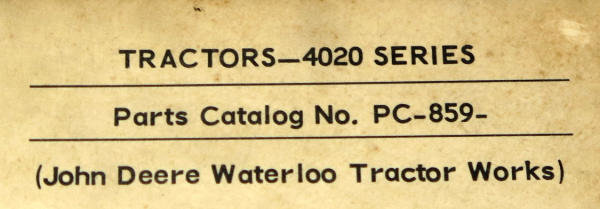 TRACTORS—4020 SERIES
Parts Catalog No. PC-859-
(John Deere Waterloo Tractor Works)